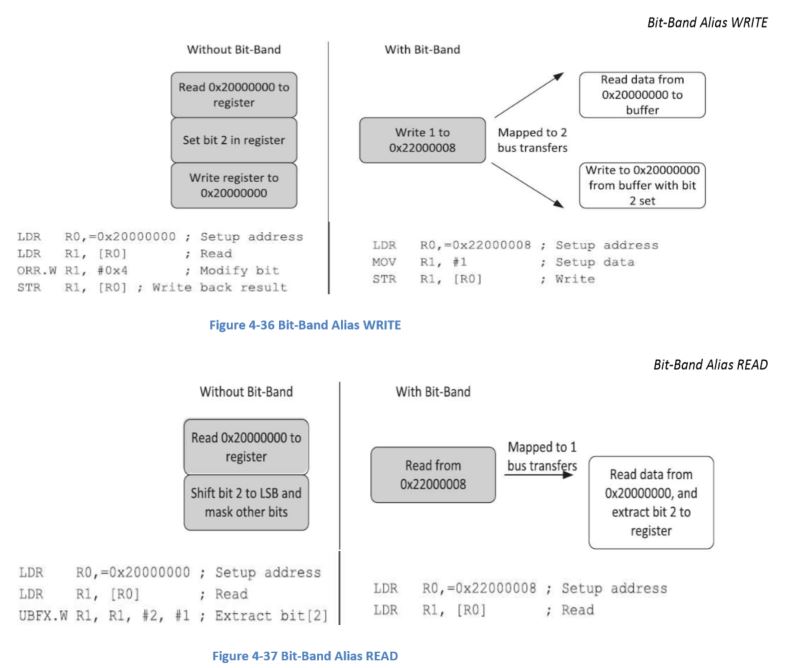 Bit-Band Alias WRITE
Without Bit-Band
With Bit-Band
Read 0x20000000 to
register
Set bit 2 in register
Write register to
0x20000000
Write 1 to
0x22000008
Mapped to 2
bus transfers
Read data from
0x20000000 to
buffer
Write to 0x20000000
from buffer with bit
2 set
LDR R0,=0x20000000 ; Setup address
LDR R1, [R0] ; Read
ORR.W R1, #0x4 ; Modify bit
STR R1, [R0] ; Write back result
LDR R0,=0x22000008 ; Setup address
MOV R1, #1 ; Setup data
STR R1, [R0] ; Write
Figure 4-36 Bit-Band Alias WRITE
Bit-Band Alias READ
Without Bit-Band
With Bit-Band
Read 0x20000000 to
register
Shift bit 2 to LSB and
mask other bits
Read from
0x22000008
Mapped to 1
bus transfers
Read data from
0x20000000, and
extract bit 2 to
register
LDR R0,=0x20000000 ; Setup address
LDR R1, [R0] ; Read
UBFX.W R1, R1, #2, #1 ; Extract bit[2]
LDR R0,=0x22000008 ; Setup address
LDR R1, [R0] ; Read
Figure 4-37 Bit-Band Alias READ